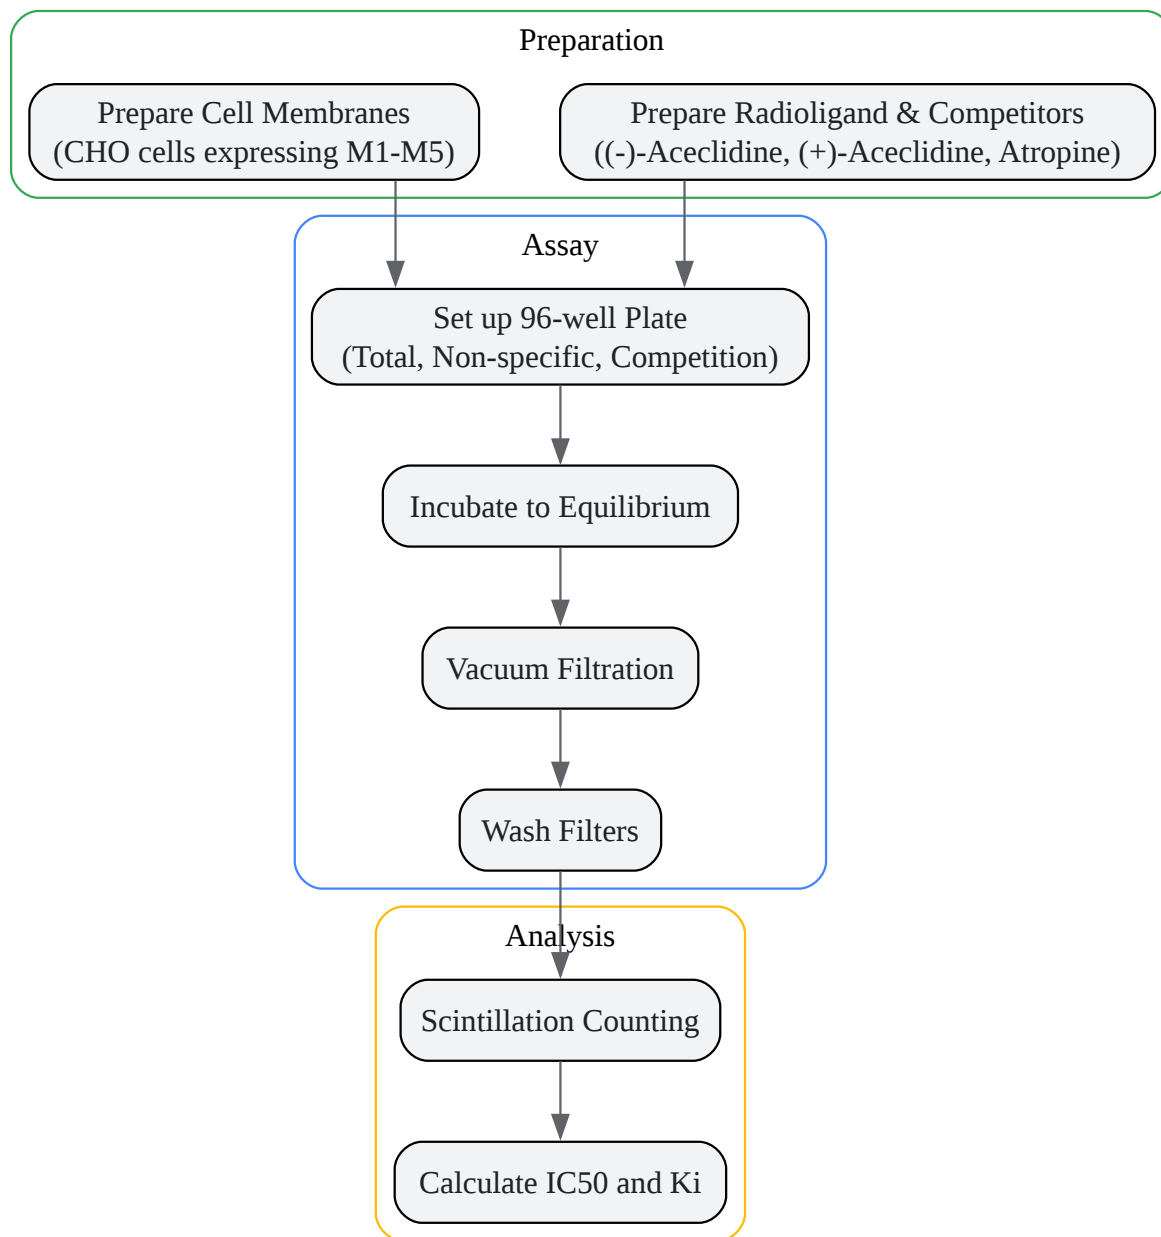 Preparation
Prepare Cell Membranes
(CHO cells expressing M1-M5)
Prepare Radioligand & Competitors
((-)-Aceclidine, (+)-Aceclidine, Atropine)
Assay
Set up 96-well Plate
(Total, Non-specific, Competition)
Incubate to Equilibrium
Vacuum Filtration
Wash Filters
Analysis
Scintillation Counting
Calculate IC50 and Ki